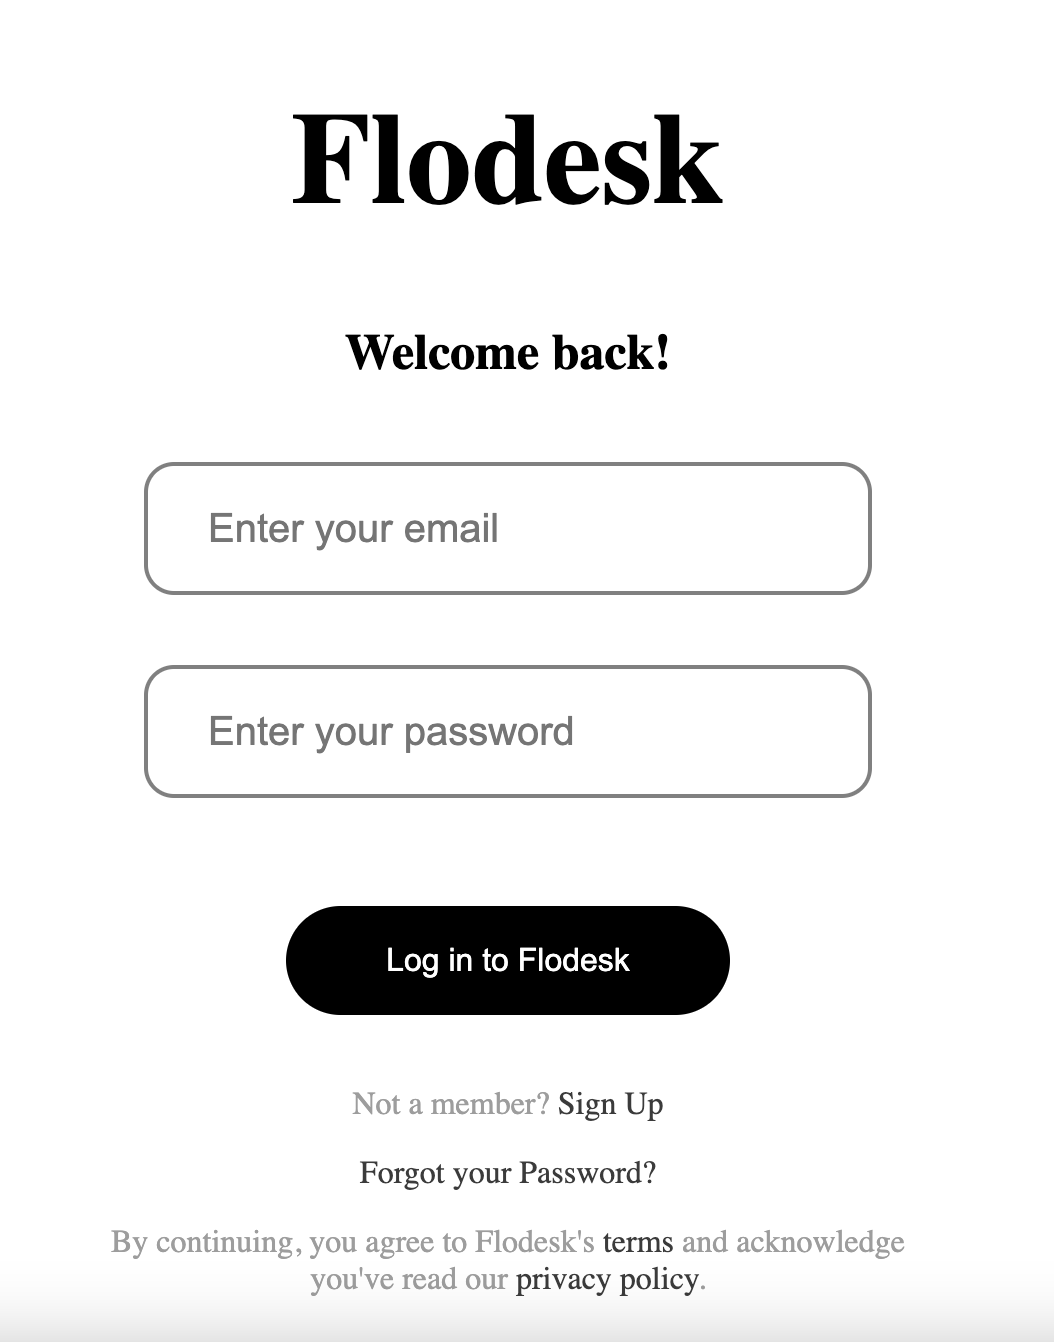 Flodesk
Welcome back!
Enter your email
Enter your password
Log in to Flodesk
Not a member? Sign Up
Forgot your Password?
By continuing, you agree to Flodesk's terms and acknowledge
you've read our privacy policy.